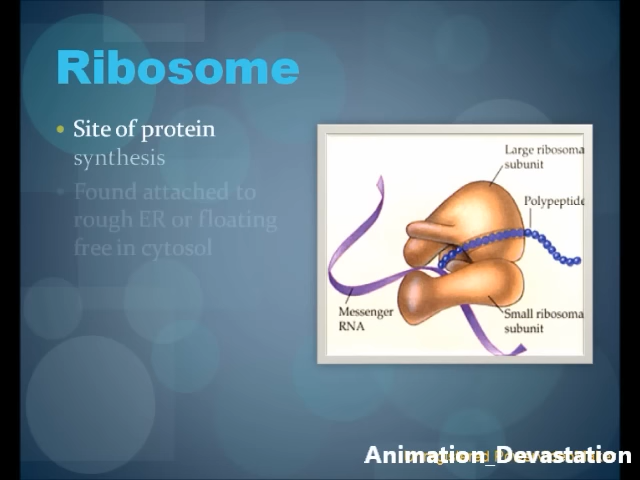 Ribosome
• Site of protein
synthesis
• Found attached to
rough ER or floating
free in cytosol
Large ribosoma
subunit
Polypeptide
Messenger
RNA
Small ribosoma
subunit
Animation_Devastation